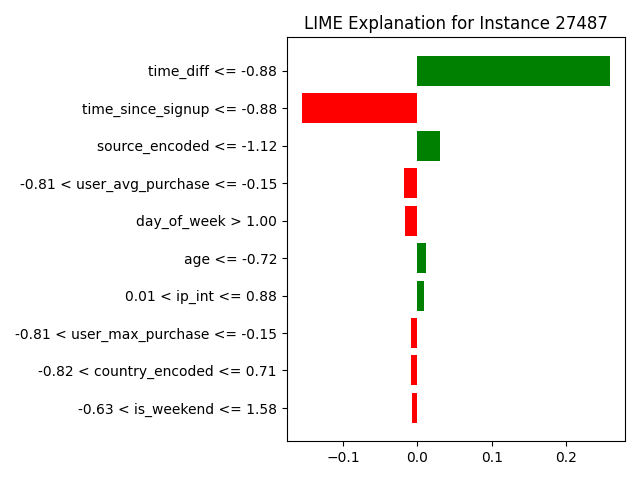 LIME Explanation for Instance 27487
time_diff <= -0.88
time_since_signup <= -0.88
source_encoded <= -1.12
-0.81 < user_avg_purchase <= -0.15
day_of_week > 1.00
age <= -0.72
0.01 < ip_int <= 0.88
-0.81 < user_max_purchase <= -0.15
-0.82 < country_encoded <= 0.71
-0.63 < is_weekend <= 1.58
−0.1 0.0 0.1 0.2